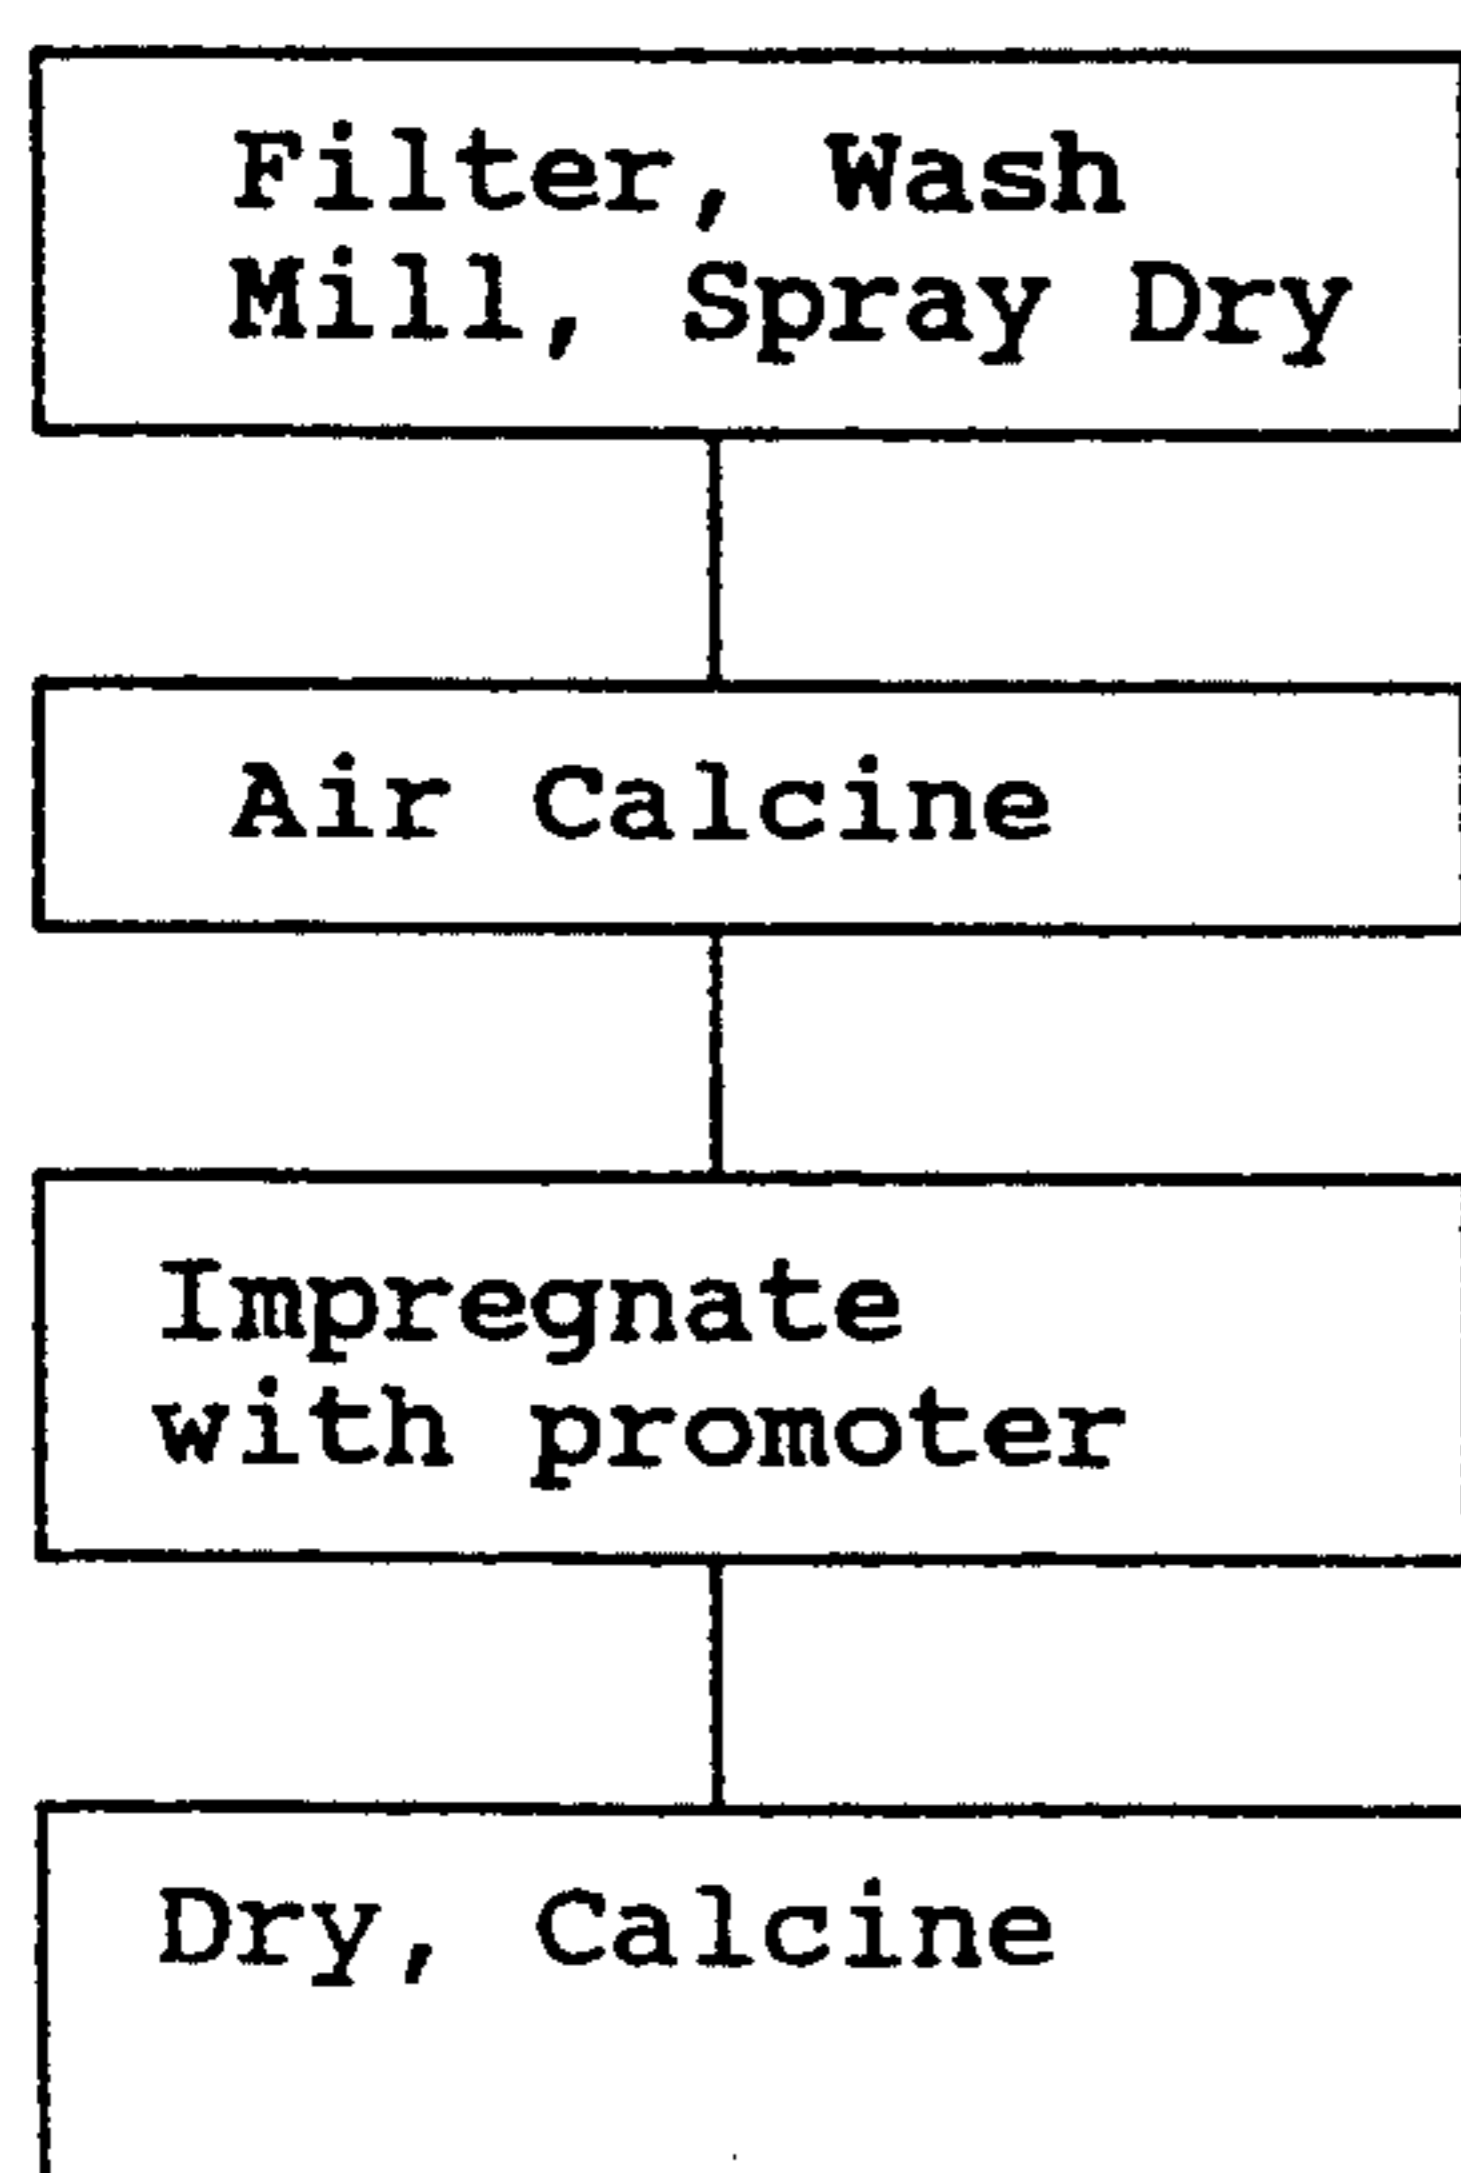 Filter, Wash
Mill, Spray Dry
Air Calcine
Impregnate
with promoter
Dry, Calcine